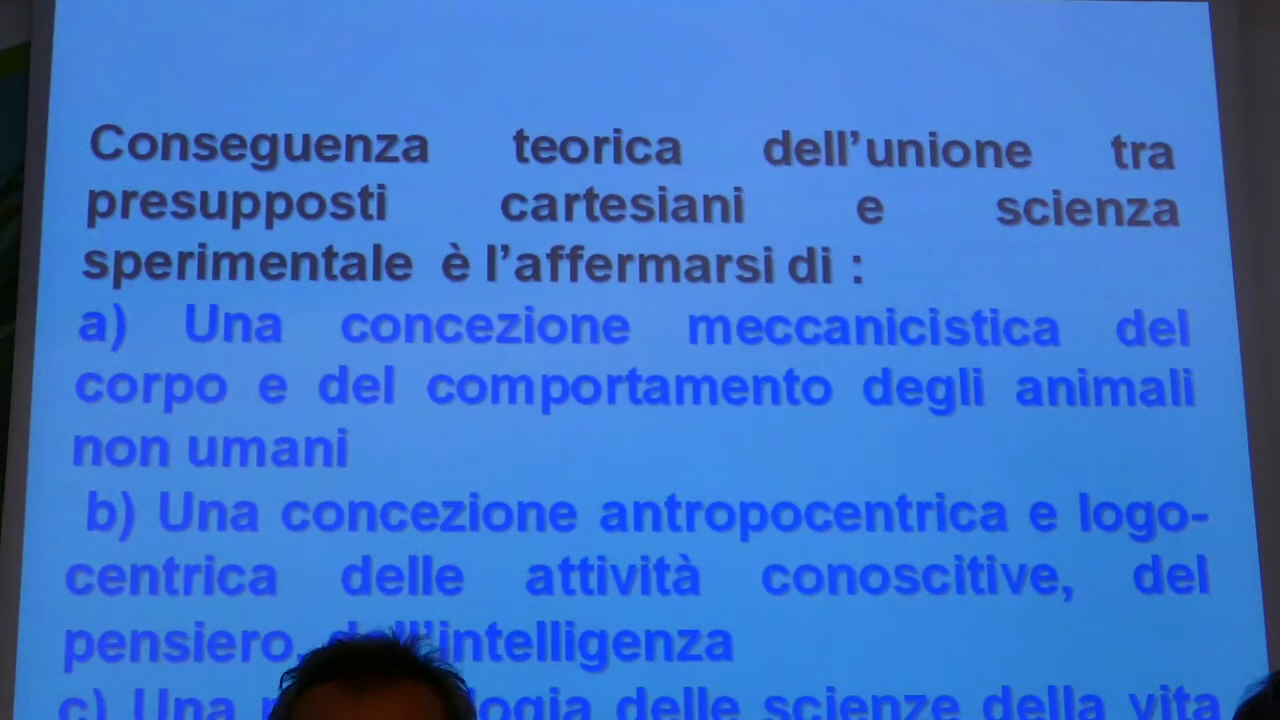 Conseguenza teorica dell'unione tra
presupposti cartesiani e scienza
sperimentale è l'affermarsi di :
a) Una concezione meccanicistica del
corpo e del comportamento degli animali
non umani
b) Una concezione antropocentrica e logo-
centrica delle attività conoscitive, del
pensiero, dell'intelligenza
c) Una delle scienze della vita